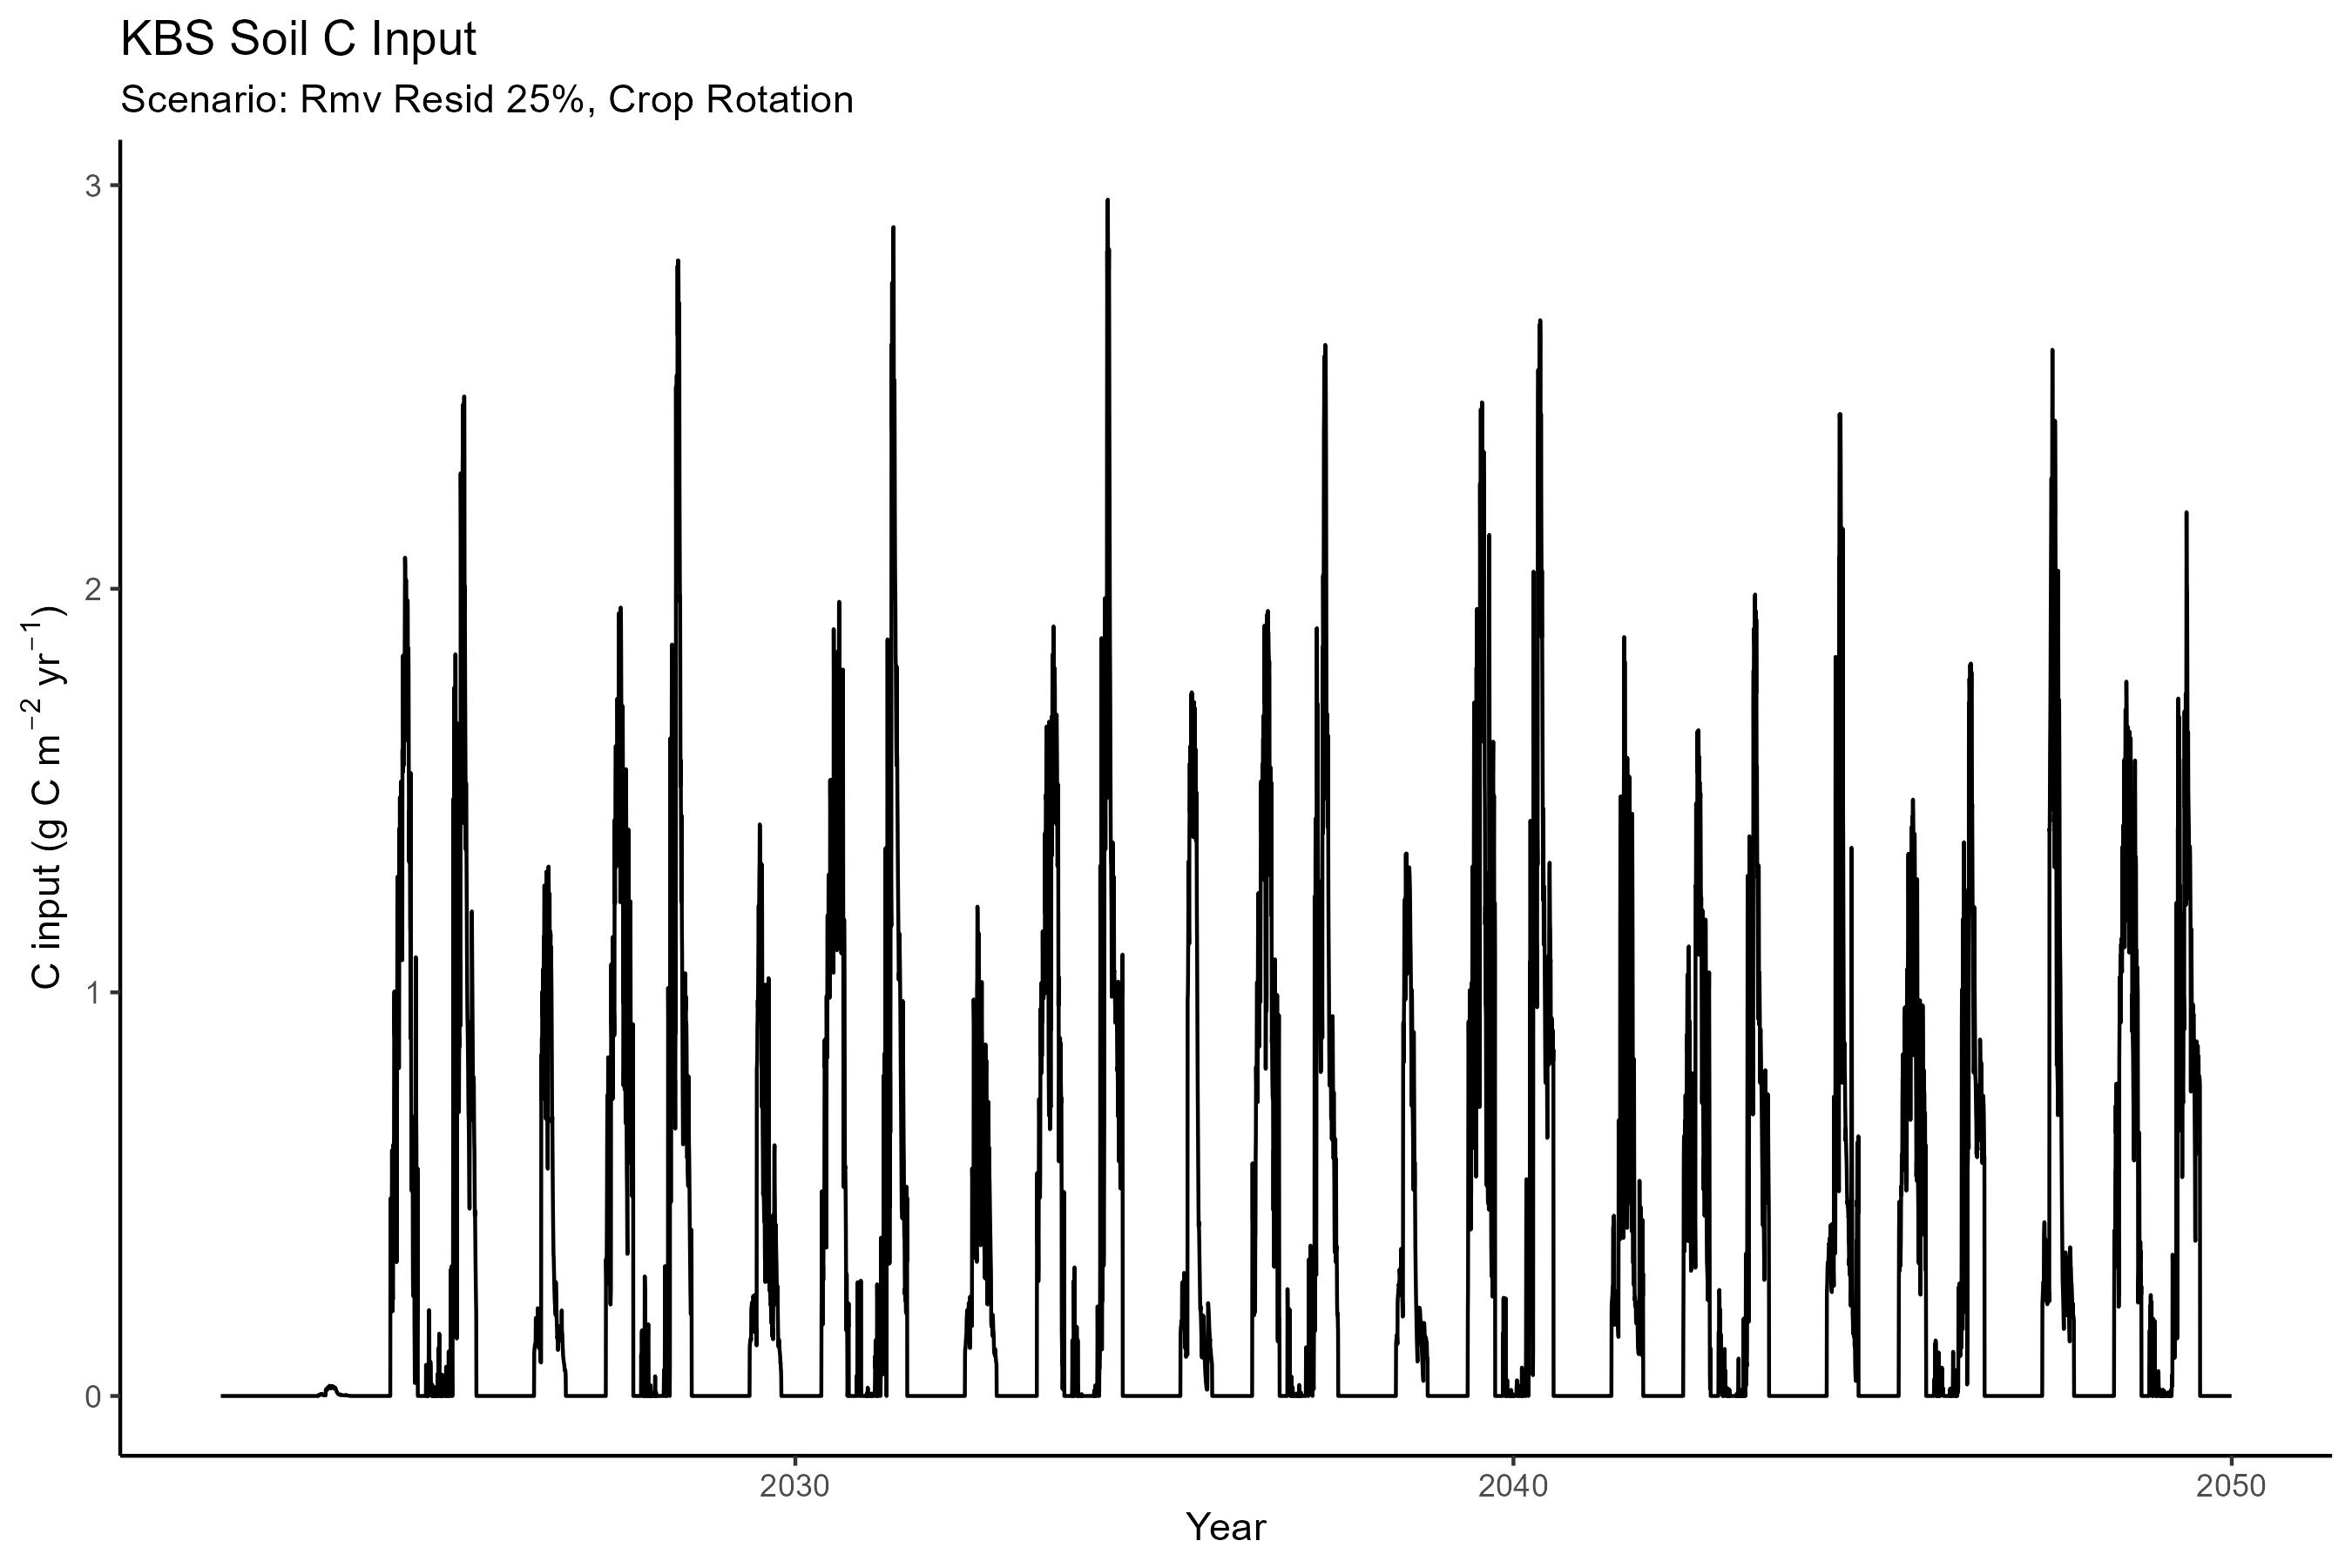 KBS Soil C Input
Scenario: Rmv Resid 25%, Crop Rotation
3
2
1
0
C input (g C m⁻² yr⁻¹)
2030
2040
2050
Year